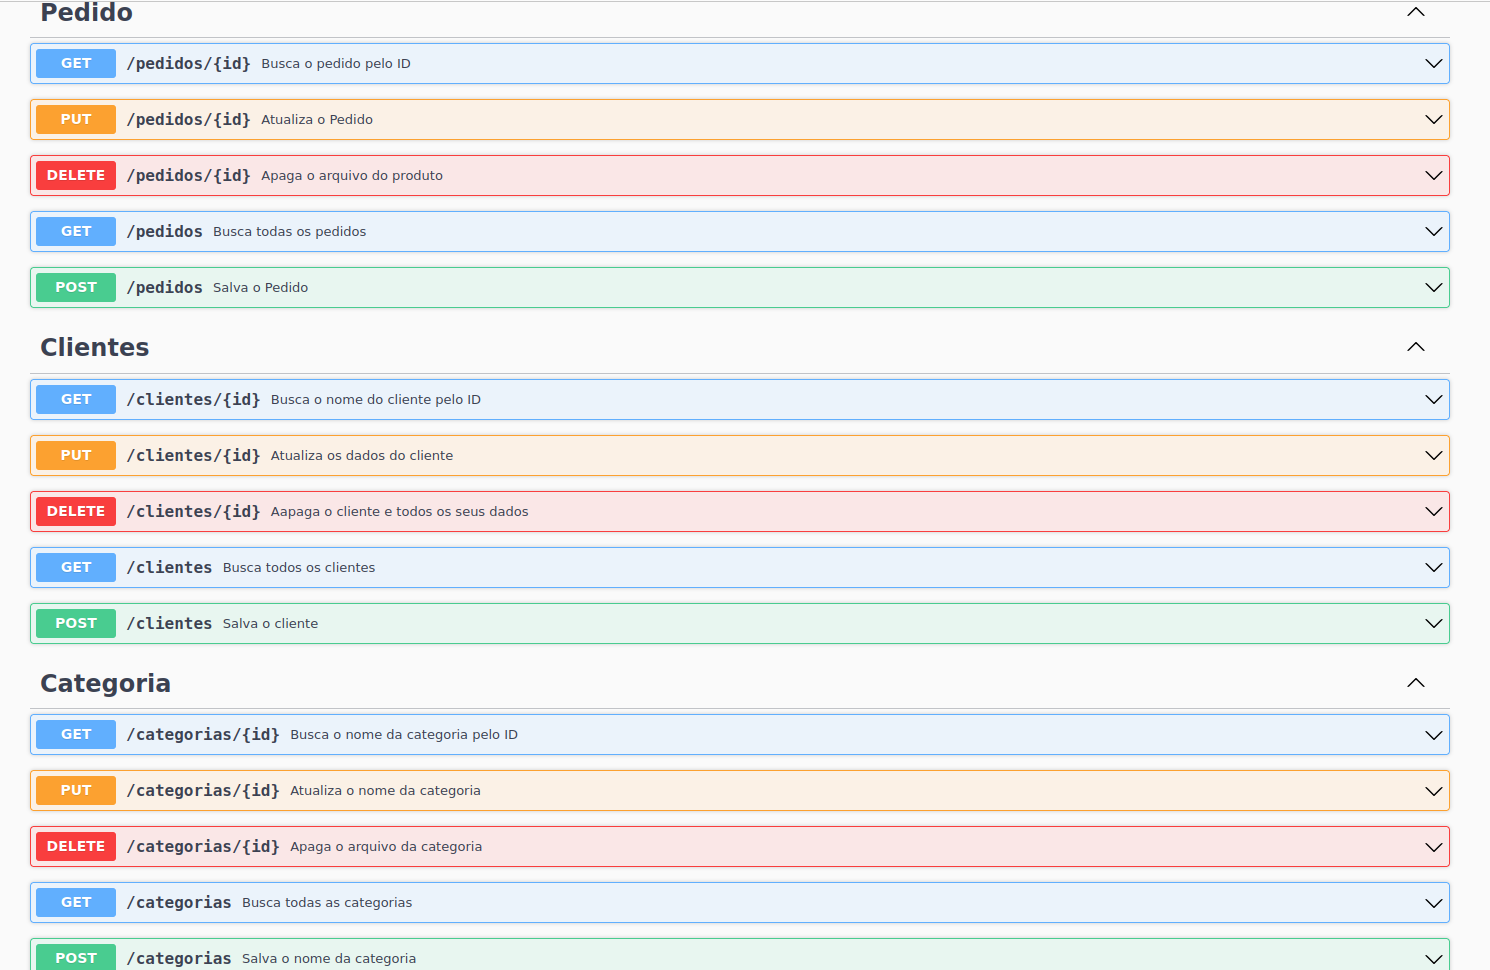 Pedido
GET /pedidos/{id} Busca o pedido pelo ID
PUT /pedidos/{id} Atualiza o Pedido
DELETE /pedidos/{id} Apaga o arquivo do produto
GET /pedidos Busca todas os pedidos
POST /pedidos Salva o Pedido
Clientes
GET /clientes/{id} Busca o nome do cliente pelo ID
PUT /clientes/{id} Atualiza os dados do cliente
DELETE /clientes/{id} Aapaga o cliente e todos os seus dados
GET /clientes Busca todos os clientes
POST /clientes Salva o cliente
Categoria
GET /categorias/{id} Busca o nome da categoria pelo ID
PUT /categorias/{id} Atualiza o nome da categoria
DELETE /categorias/{id} Apaga o arquivo da categoria
GET /categorias Busca todas as categorias
POST /categorias Salva o nome da categoria